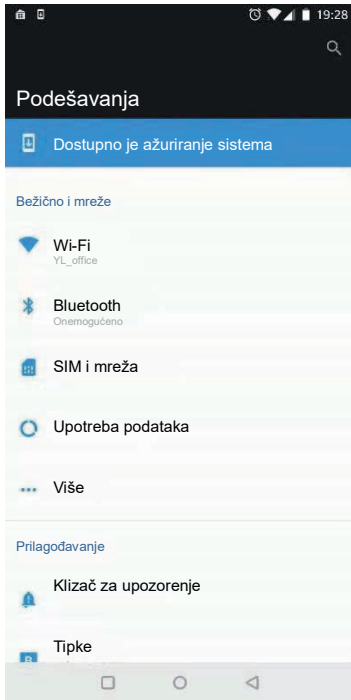 19:28
Podešavanja
Dostupno je ažuriranje sistema
Bežično i mreže
Wi-Fi
YL_office
Bluetooth
Onemogućeno
SIM i mreža
Upotreba podataka
Više
Prilagođavanje
Klizač za upozorenje
Tipke